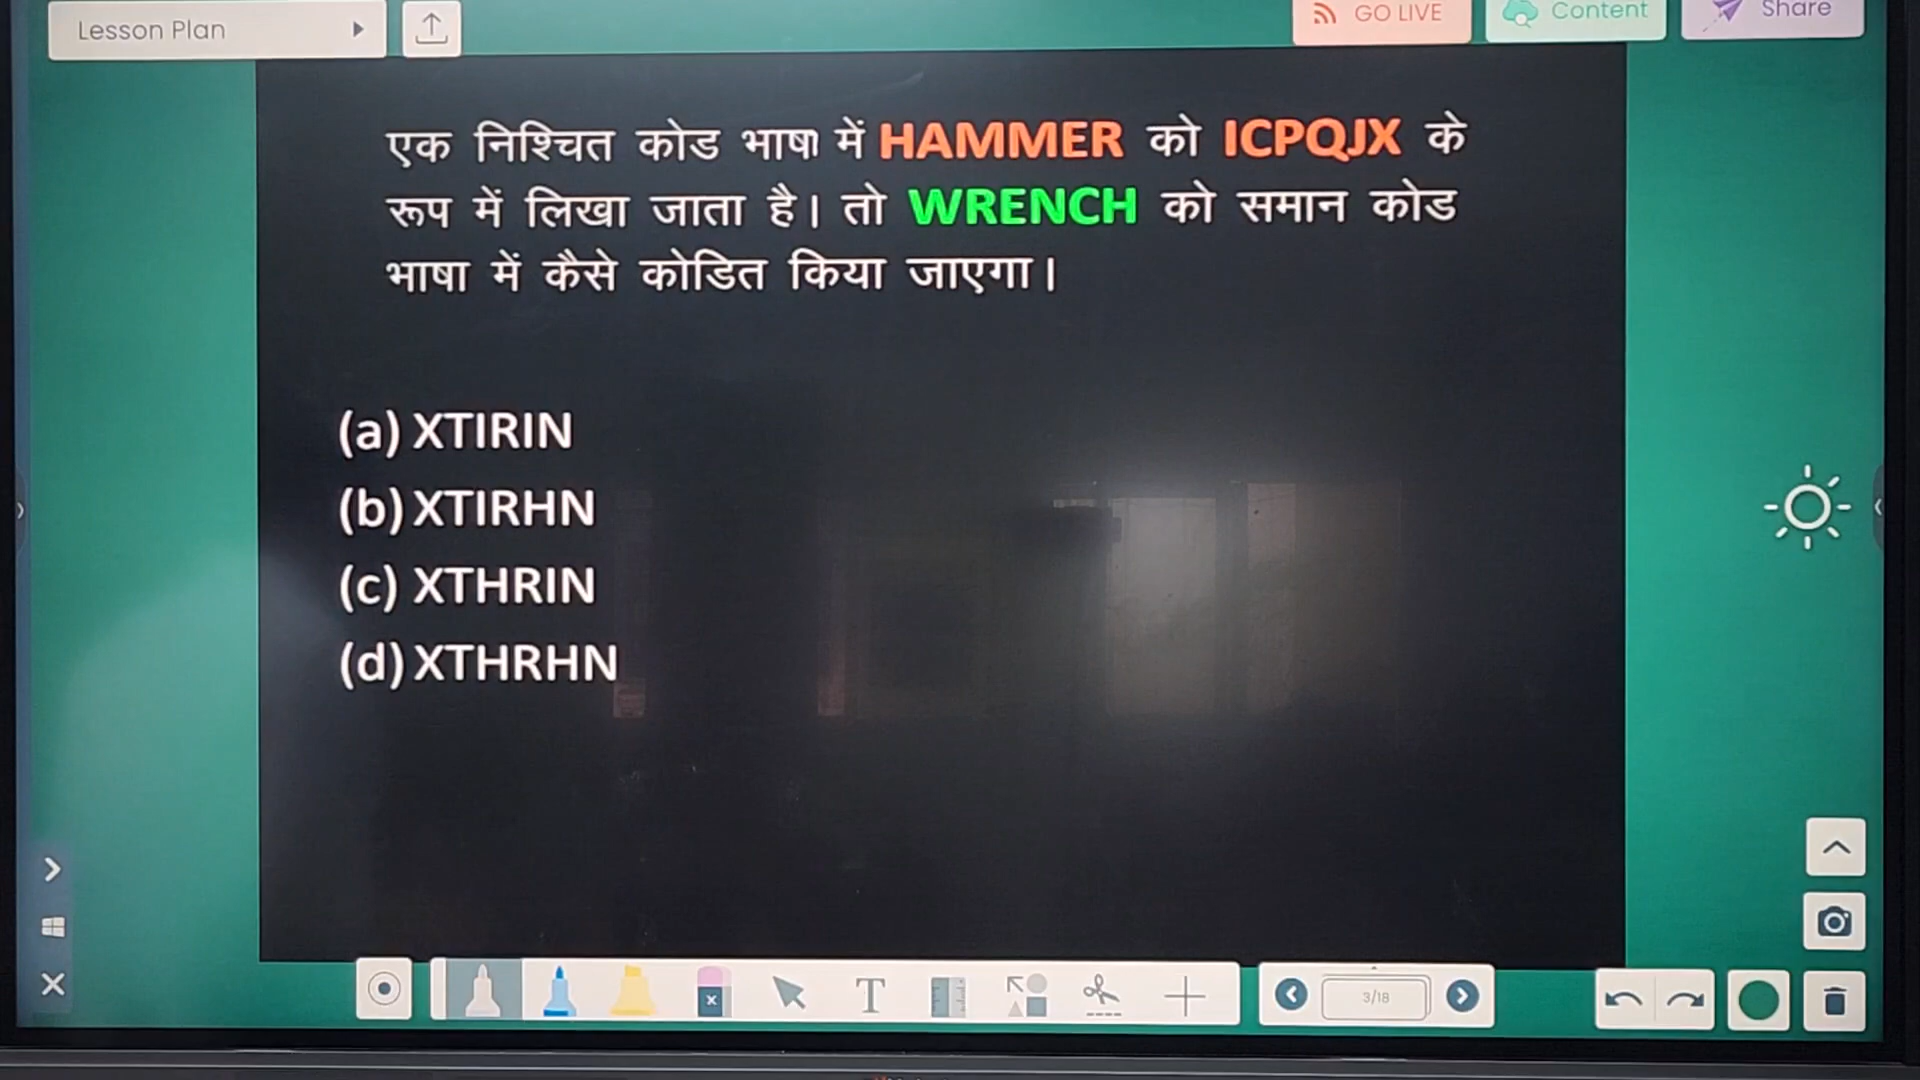 Lesson Plan
GO LIVE
Content
Share
एक निश्चित कोड भाषा में HAMMER को ICPQJX के
रूप में लिखा जाता है। तो WRENCH को समान कोड
भाषा में कैसे कोडित किया जाएगा।
(a) XTIRIN
(b) XTIRHN
(c) XTHRIN
(d) XTHRHN
T
3/18